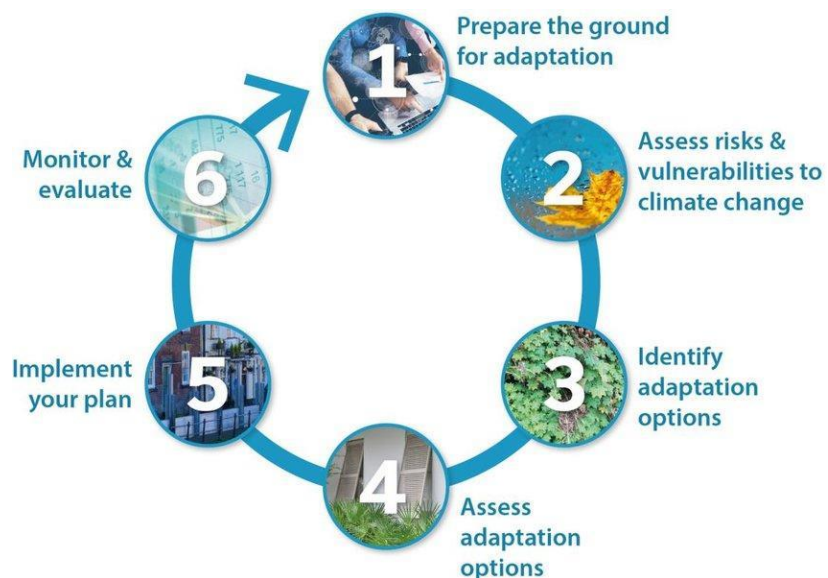 1
Prepare the ground
for adaptation
2
Assess risks &
vulnerabilities to
climate change
3
Identify
adaptation
options
4
Assess
adaptation
options
5
Implement
your plan
6
Monitor &
evaluate